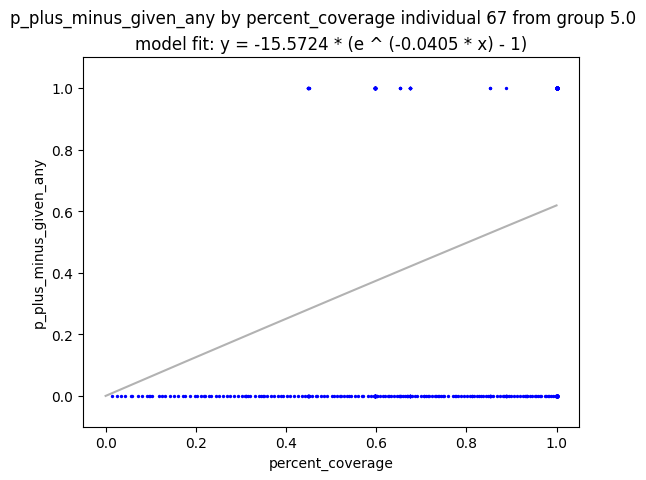 p_plus_minus_given_any by percent_coverage individual 67 from group 5.0
model fit: y = -15.5724 * (e ^ (-0.0405 * x) - 1)
1.0
0.8
0.6
0.4
0.2
0.0
p_plus_minus_given_any
0.0 0.2 0.4 0.6 0.8 1.0
percent_coverage